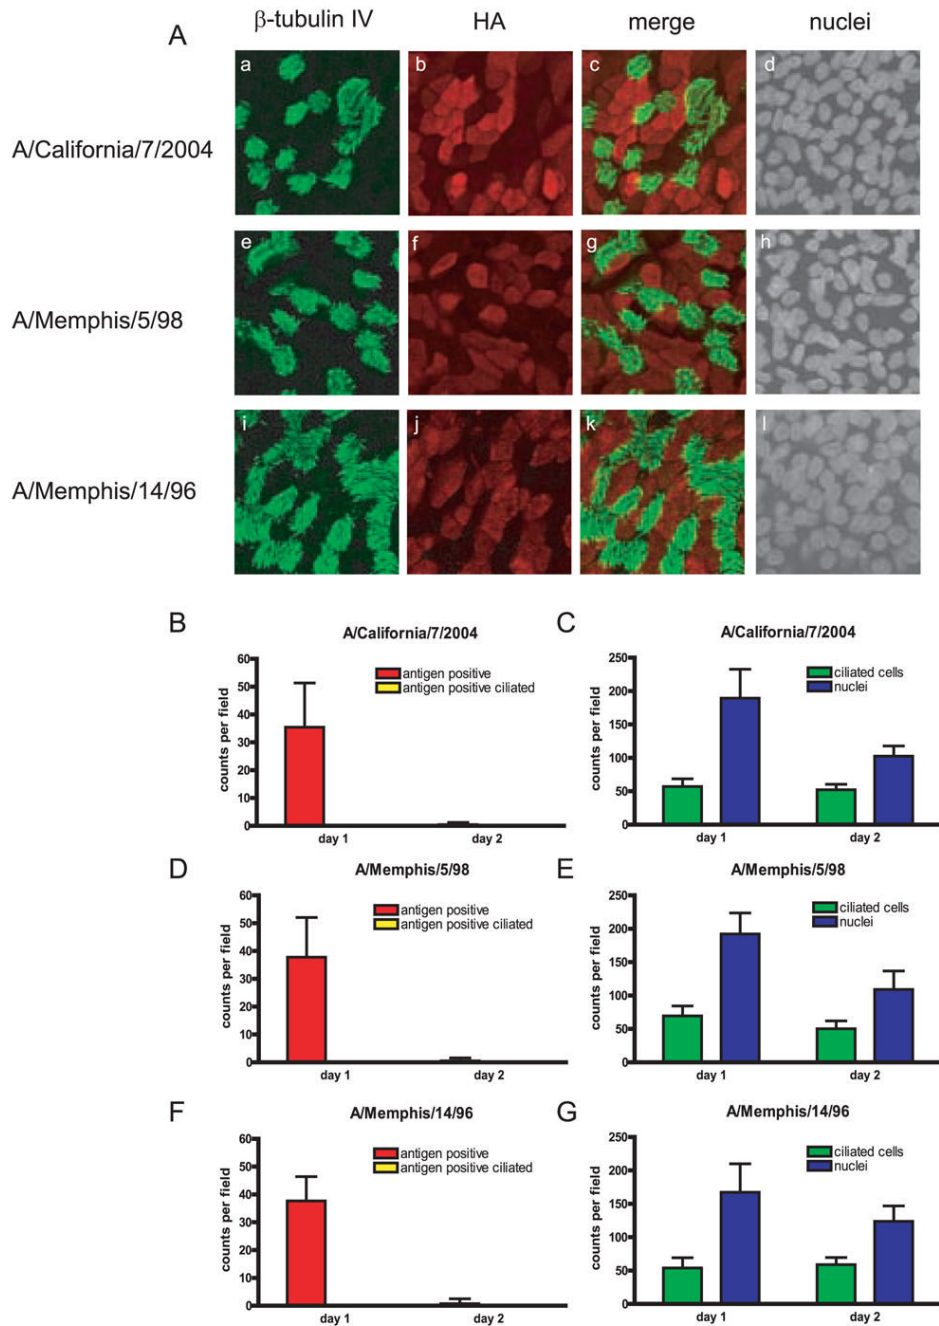 β-tubulin IV HA merge nuclei
A
a b c d
A/California/7/2004
e f g h
A/Memphis/5/98
i j k l
A/Memphis/14/96
B
A/California/7/2004
60
50
40
30
20
10
0
counts per field
antigen positive
antigen positive ciliated
day 1 day 2
C
A/California/7/2004
250
200
150
100
50
0
counts per field
ciliated cells
nuclei
day 1 day 2
D
A/Memphis/5/98
60
50
40
30
20
10
0
counts per field
antigen positive
antigen positive ciliated
day 1 day 2
E
A/Memphis/5/98
250
200
150
100
50
0
counts per field
ciliated cells
nuclei
day 1 day 2
F
A/Memphis/14/96
60
50
40
30
20
10
0
counts per field
antigen positive
antigen positive ciliated
day 1 day 2
G
A/Memphis/14/96
250
200
150
100
50
0
counts per field
ciliated cells
nuclei
day 1 day 2